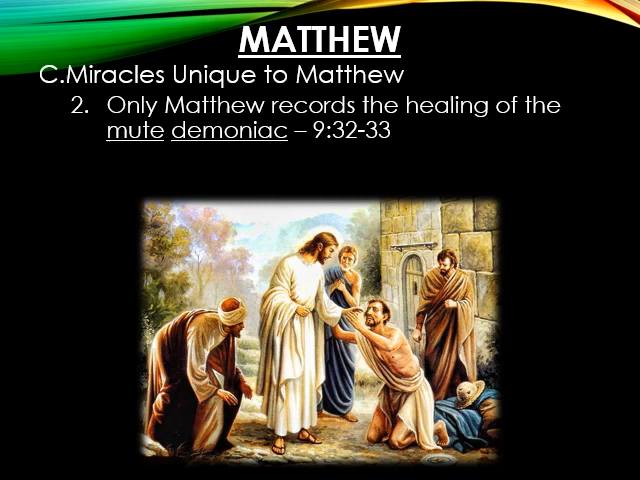 MATTHEW
C.Miracles Unique to Matthew
2. Only Matthew records the healing of the
mute demoniac – 9:32-33